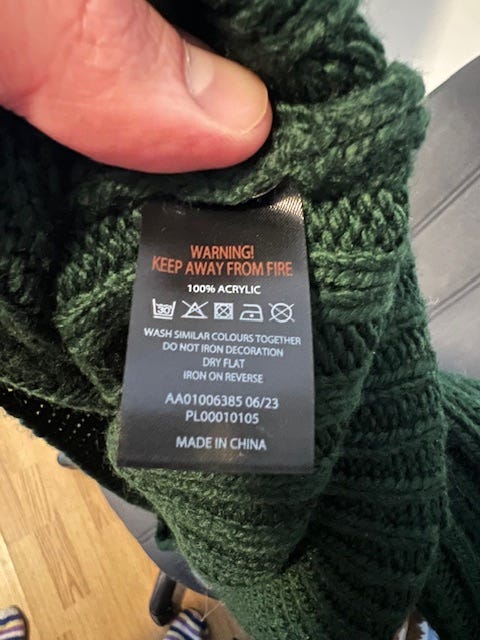 WARNING!
KEEP AWAY FROM FIRE
100% ACRYLIC
30
WASH SIMILAR COLOURS TOGETHER
DO NOT IRON DECORATION
DRY FLAT
IRON ON REVERSE
AA01006385 06/23
PL00010105
MADE IN CHINA